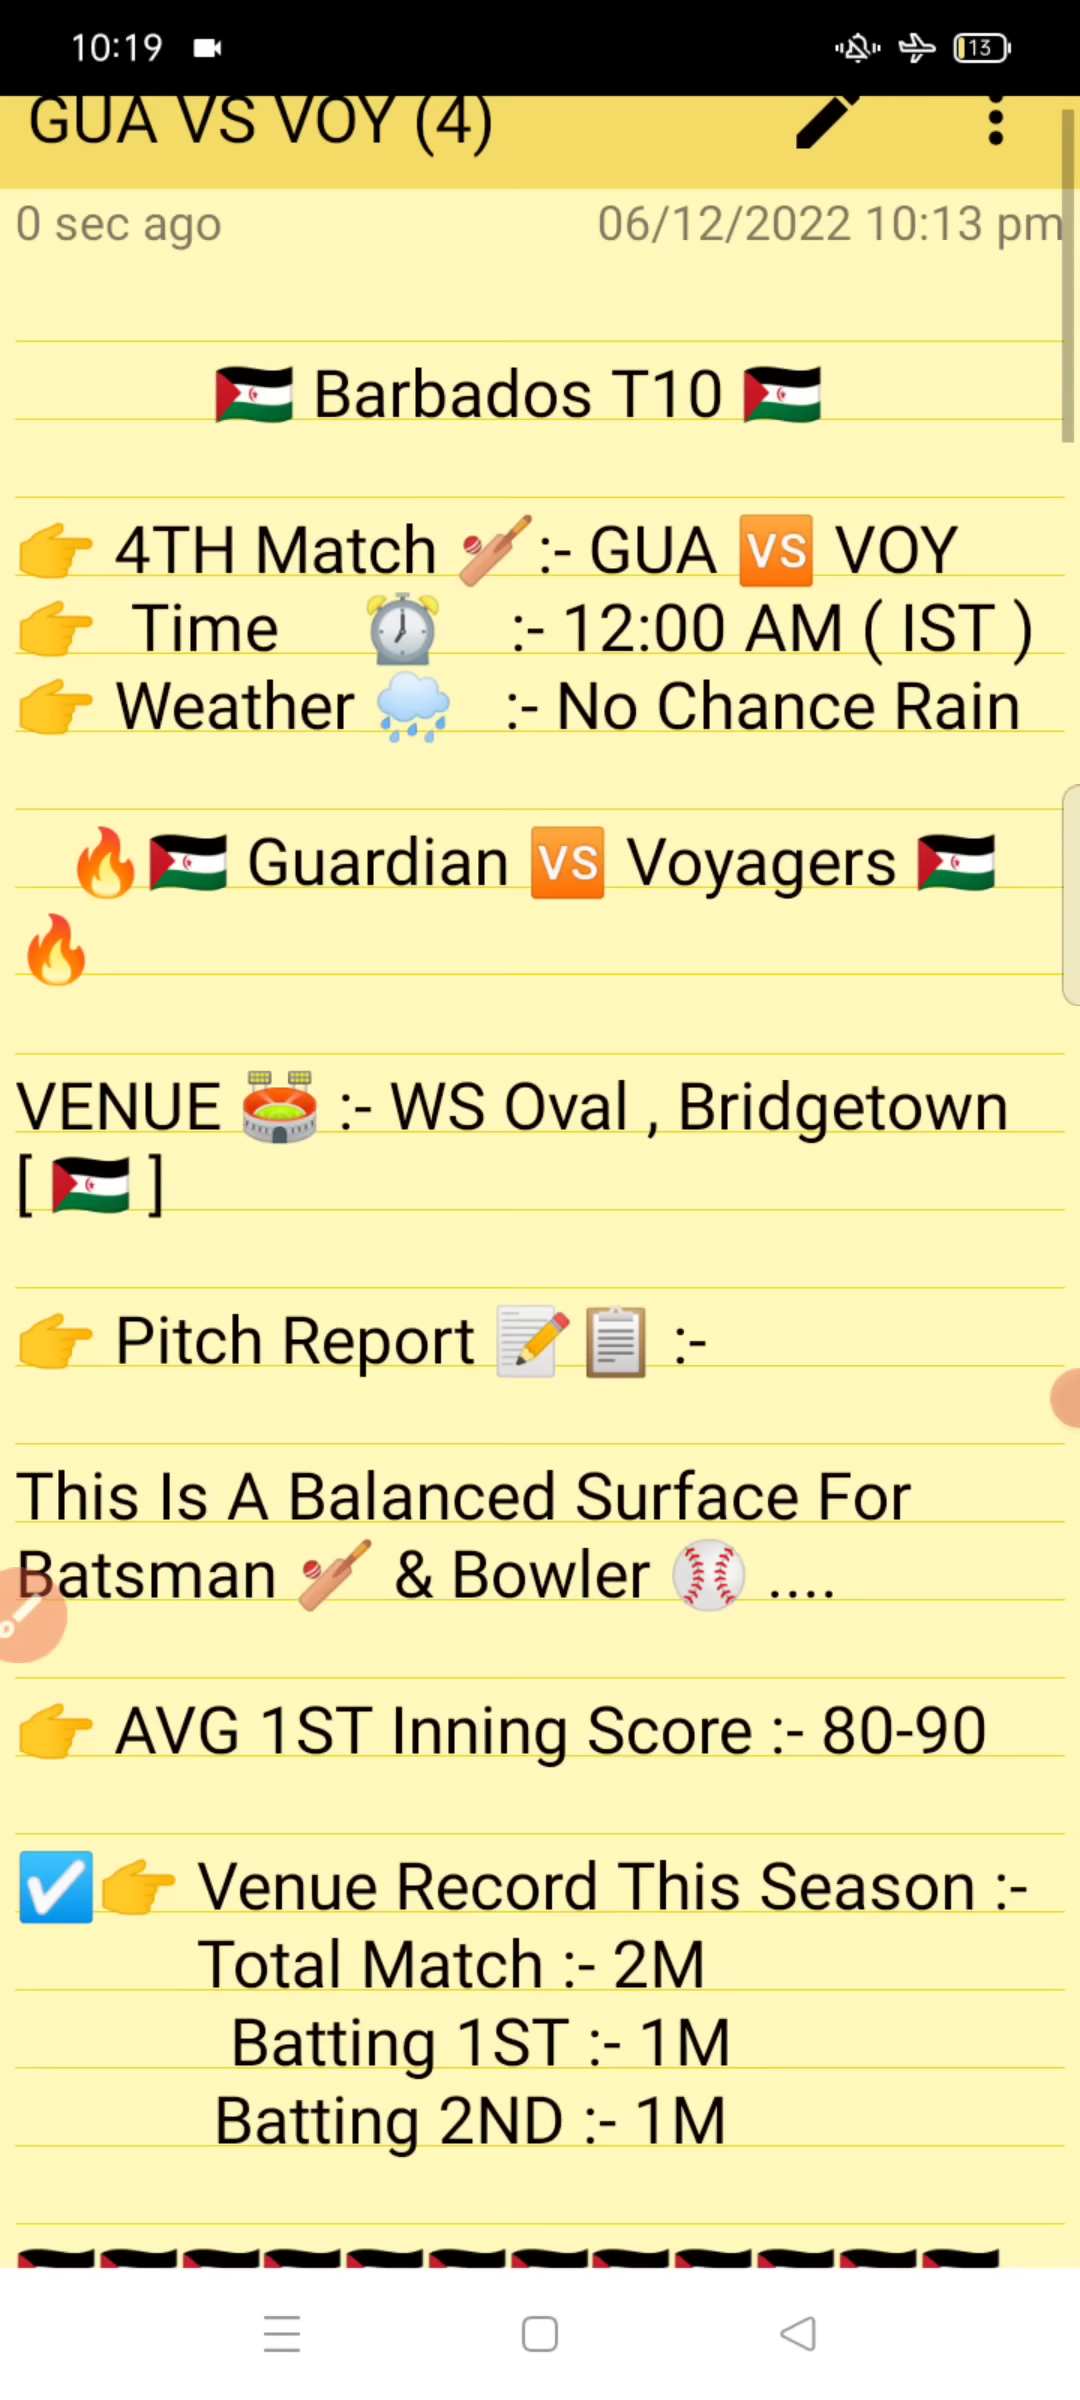 10:19
13
GUA VS VOY (4)
0 sec ago
06/12/2022 10:13 pm
🇪🇭 Barbados T10 🇪🇭
👉 4TH Match 🏏 :- GUA 🆚 VOY
👉 Time ⏰ :- 12:00 AM ( IST )
👉 Weather 🌧️ :- No Chance Rain
🔥🇪🇭 Guardian 🆚 Voyagers 🇪🇭
🔥
VENUE 🏟️ :- WS Oval , Bridgetown
[ 🇪🇭 ]
👉 Pitch Report 📝📋 :-
This Is A Balanced Surface For
Batsman 🏏 & Bowler ⚾ ....
👉 AVG 1ST Inning Score :- 80-90
☑️👉 Venue Record This Season :-
Total Match :- 2M
Batting 1ST :- 1M
Batting 2ND :- 1M